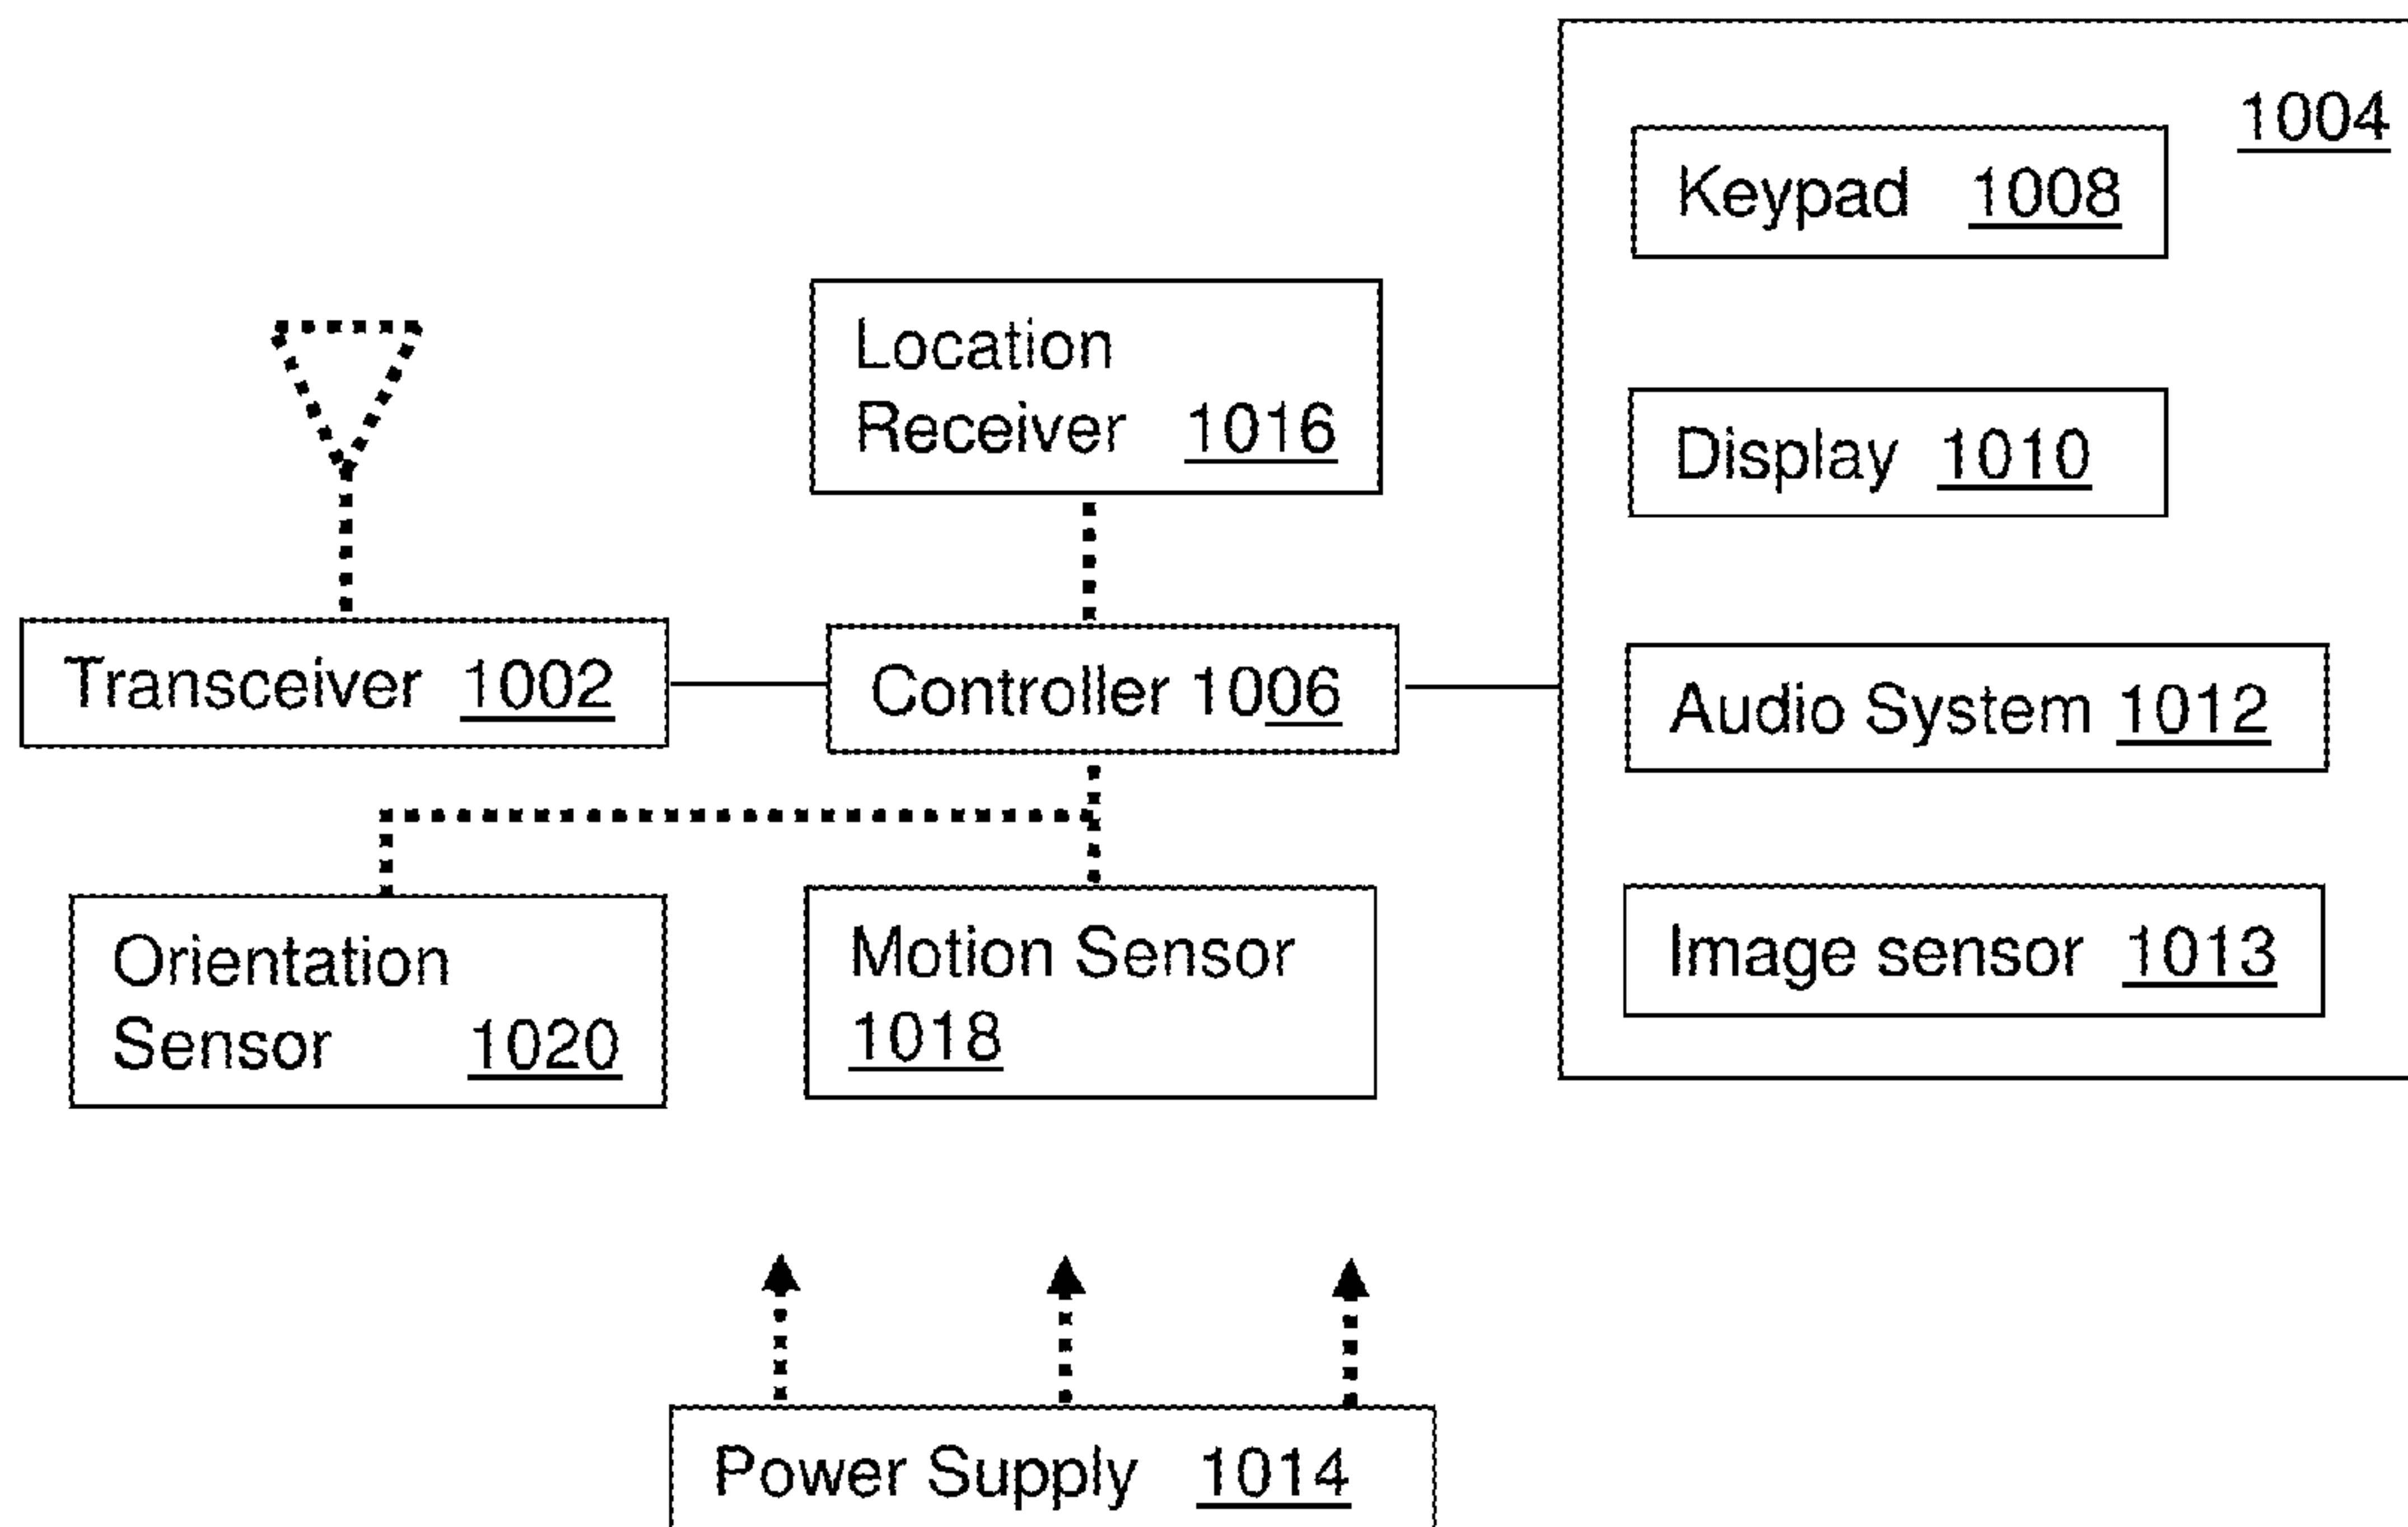 1004
Keypad 1008
Location
Receiver 1016
Display 1010
Transceiver 1002
Controller 1006
Audio System 1012
Orientation
Sensor 1020
Motion Sensor
1018
Image sensor 1013
Power Supply 1014